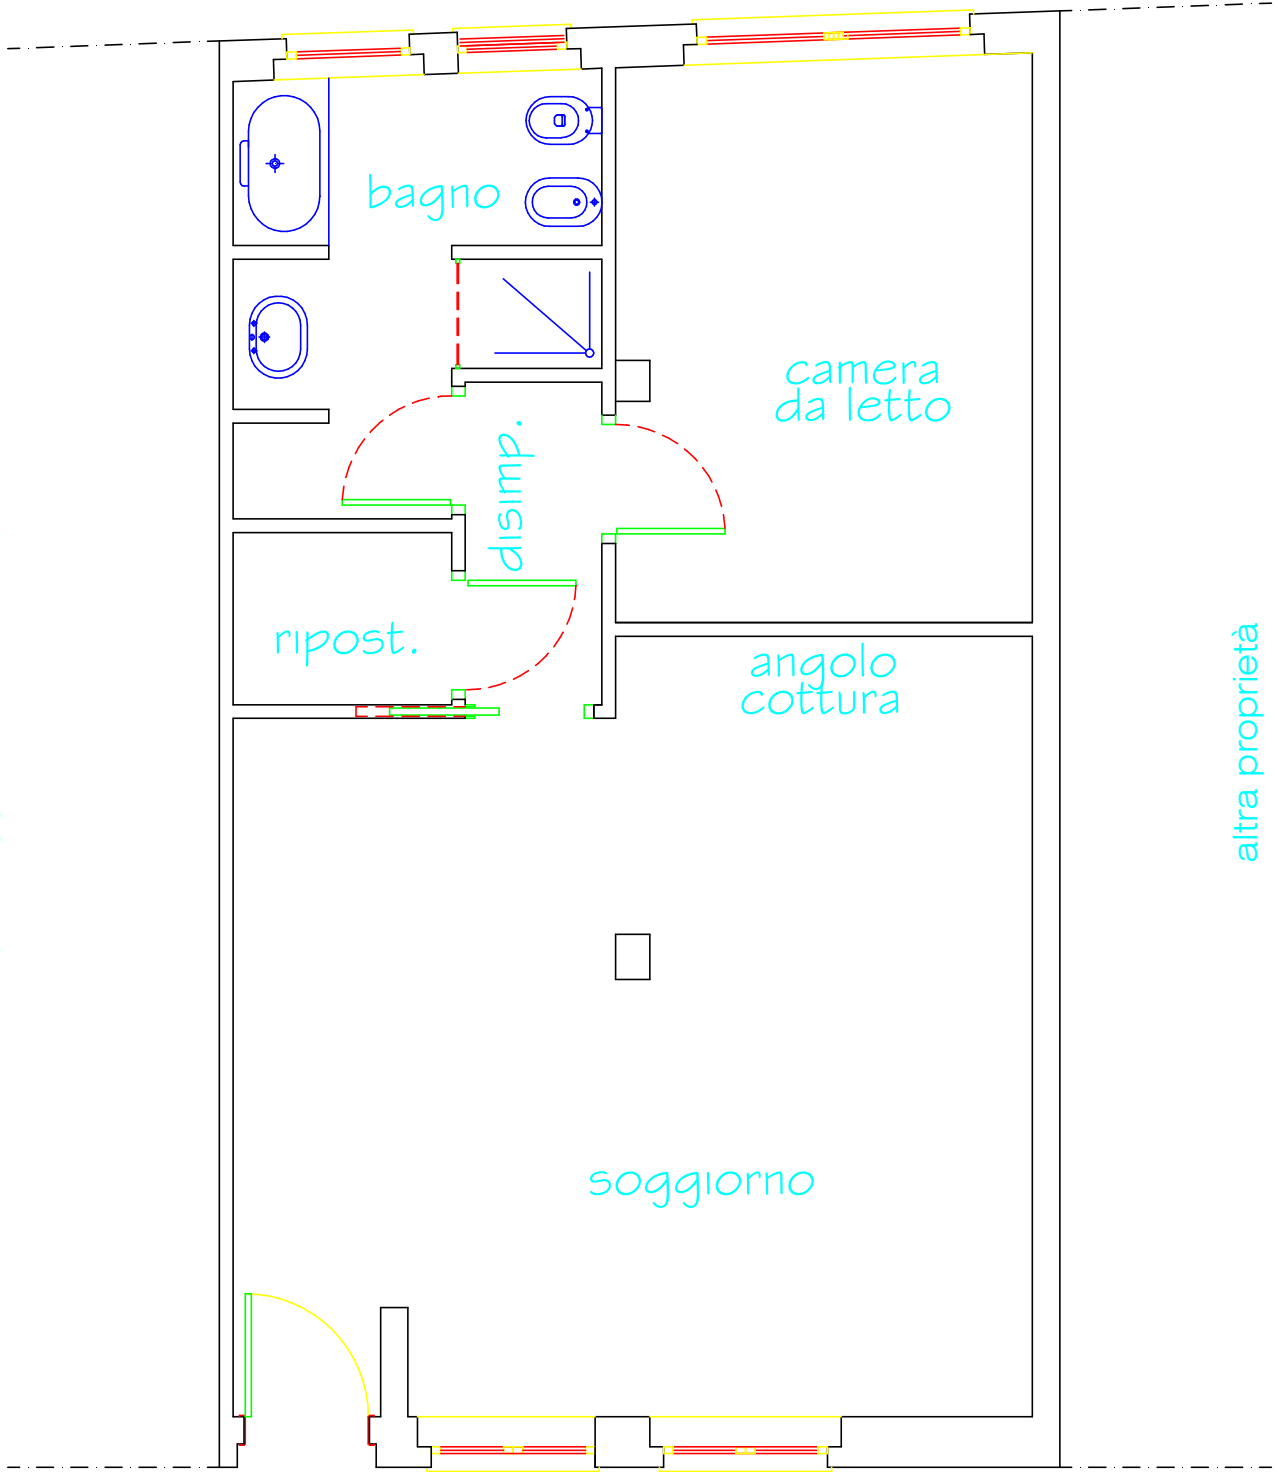 bagno
camera
da letto
disimp.
ripost.
angolo
cottura
altra proprietà
soggiorno